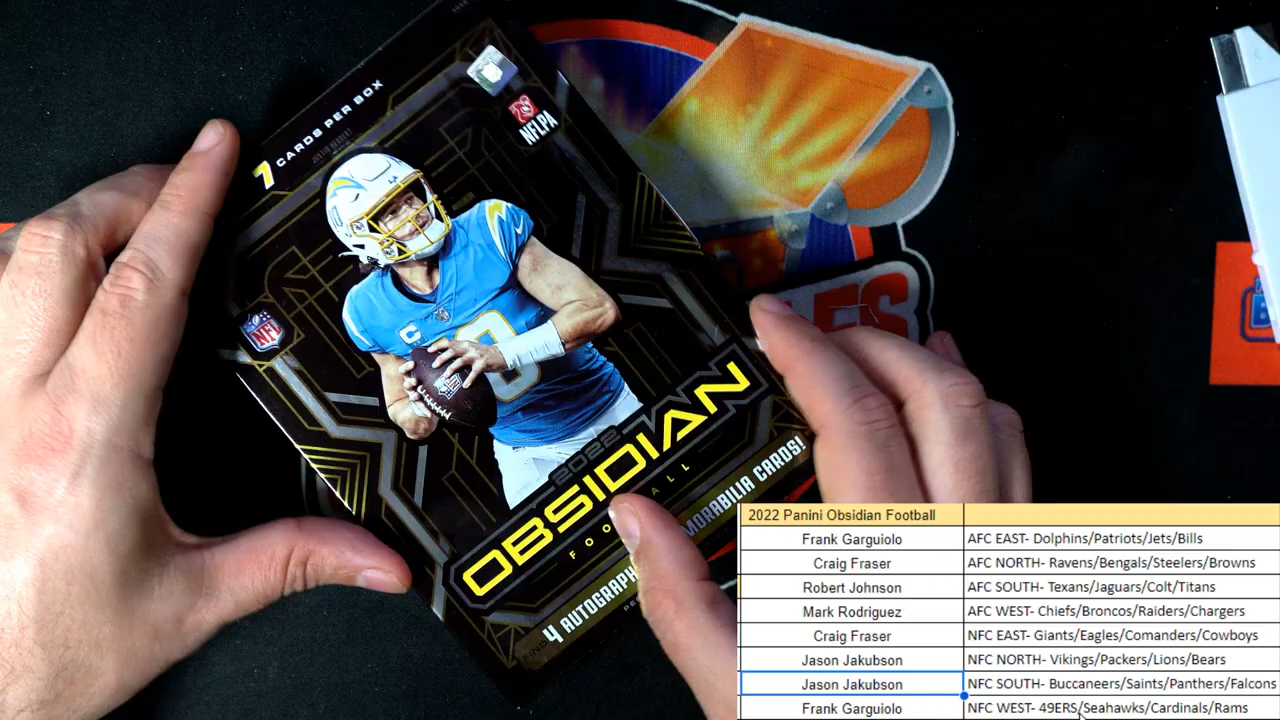 7 CARDS PER BOX
JUSTIN HERBERT
NFLPA
NFL
2022
OBSIDIAN
4 AUTOGRAPH
MEMORABILIA CARDS!
2022 Panini Obsidian Football
Frank Garguiolo AFC EAST- Dolphins/Patriots/Jets/Bills
Craig Fraser AFC NORTH- Ravens/Bengals/Steelers/Browns
Robert Johnson AFC SOUTH- Texans/Jaguars/Colt/Titans
Mark Rodriguez AFC WEST- Chiefs/Broncos/Raiders/Chargers
Craig Fraser NFC EAST- Giants/Eagles/Comanders/Cowboys
Jason Jakubson NFC NORTH- Vikings/Packers/Lions/Bears
Jason Jakubson NFC SOUTH- Buccaneers/Saints/Panthers/Falcons
Frank Garguiolo NFC WEST- 49ERS/Seahawks/Cardinals/Rams